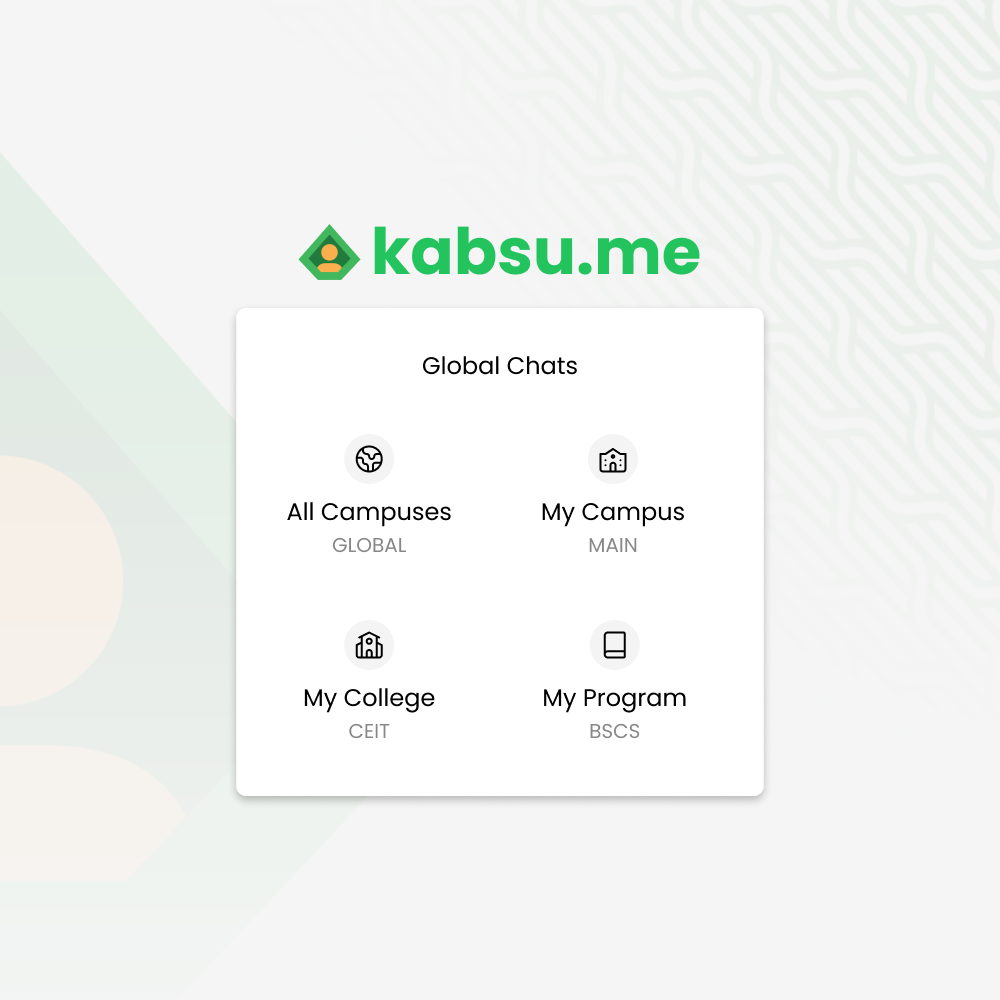 kabsu.me
Global Chats
All Campuses
GLOBAL
My Campus
MAIN
My College
CEIT
My Program
BSCS